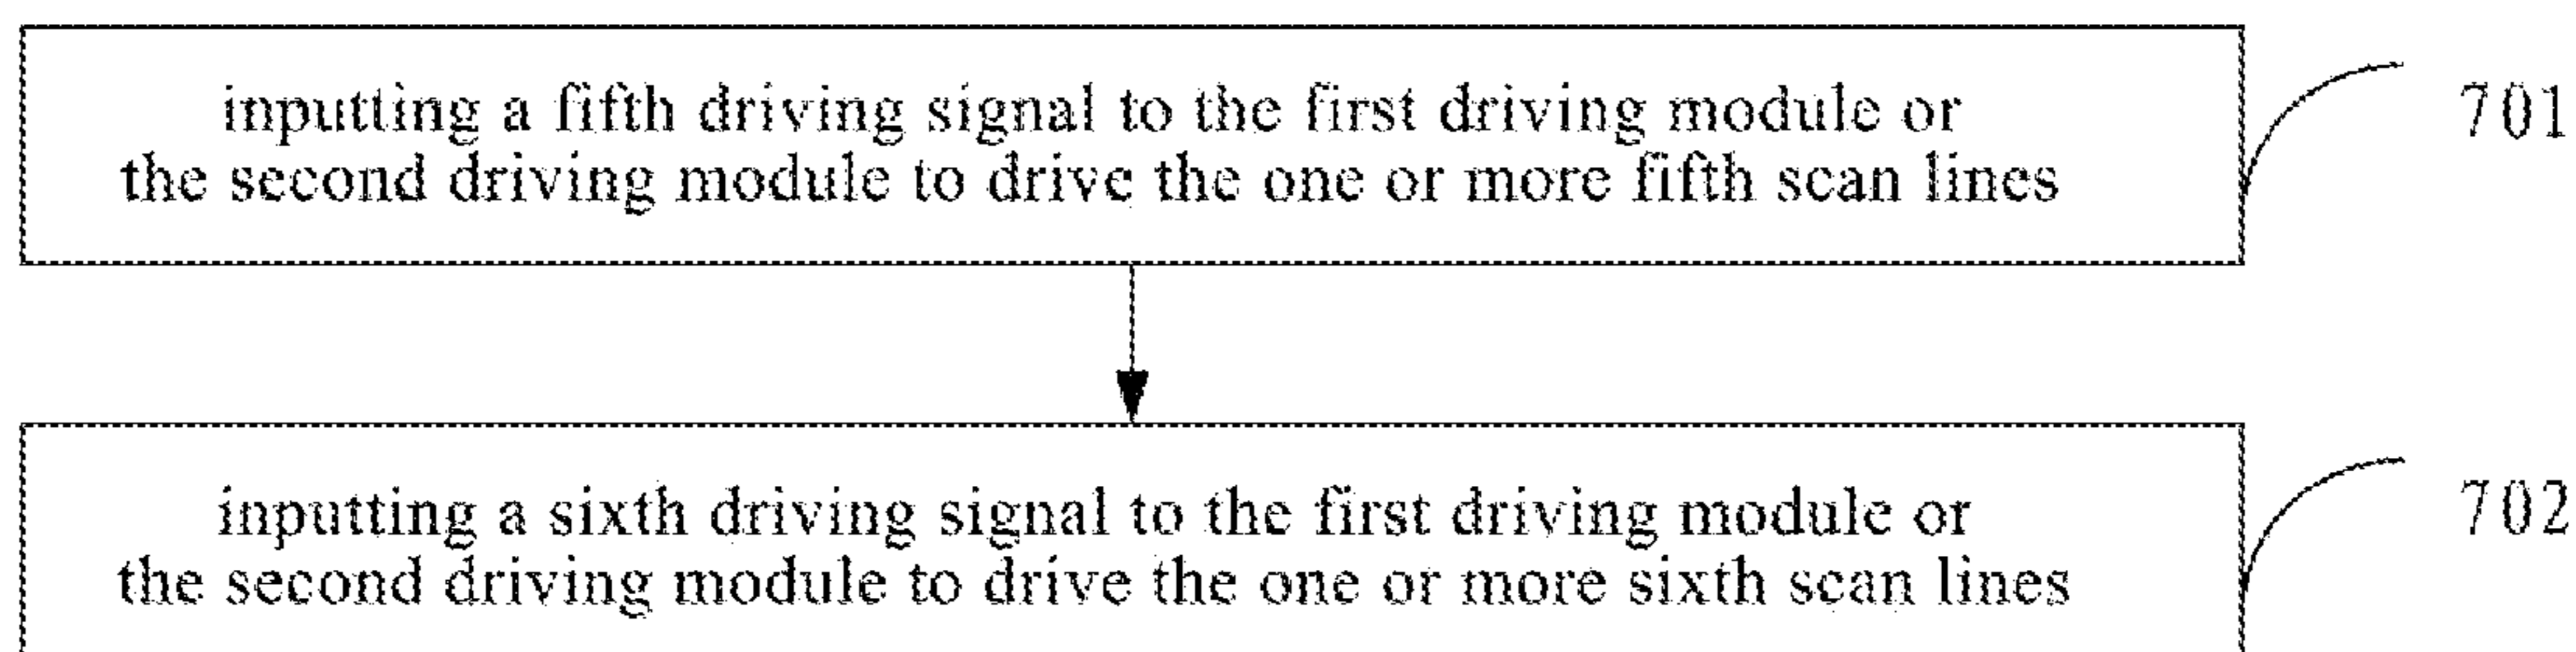 inputting a fifth driving signal to the first driving module or
the second driving module to drive the one or more fifth scan lines
701
inputting a sixth driving signal to the first driving module or
the second driving module to drive the one or more sixth scan lines
702